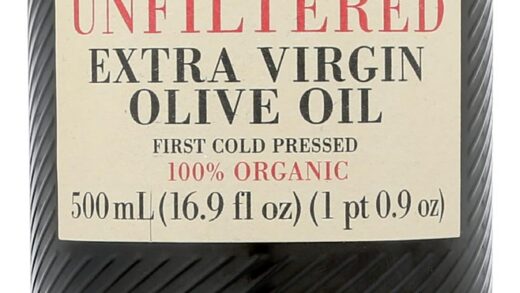 UNFILTERED
EXTRA VIRGIN
OLIVE OIL
FIRST COLD PRESSED
100% ORGANIC
500 mL (16.9 fl oz) (1 pt 0.9 oz)